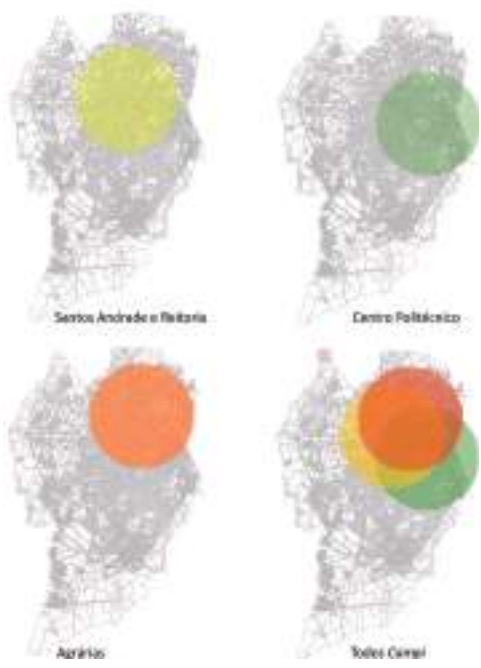 Santos Andrade e Reitoria
Centro Politécnico
Agrárias
Todos Campi